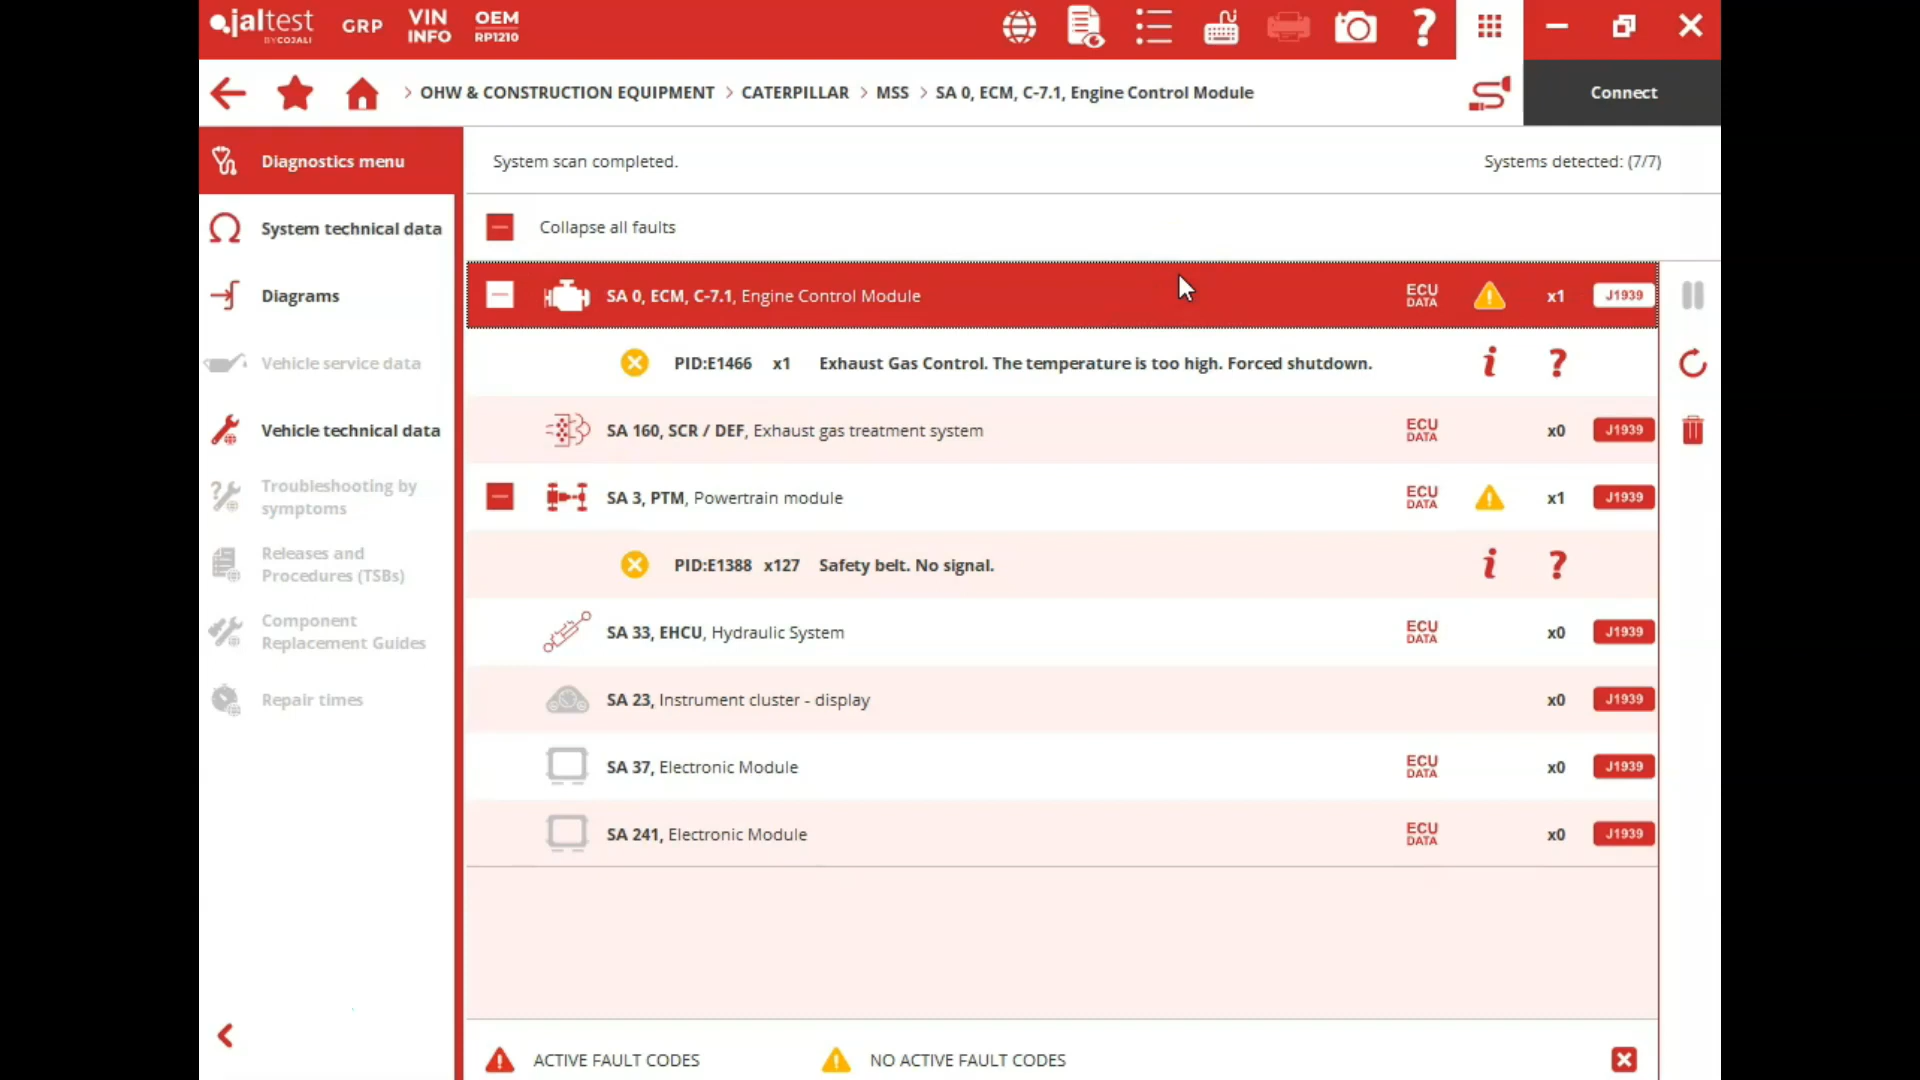 jaltest
BY COJALI
GRP
VIN
INFO
OEM
RP1210
?
> OHW & CONSTRUCTION EQUIPMENT > CATERPILLAR > MSS > SA 0, ECM, C-7.1, Engine Control Module
Connect
Diagnostics menu
System technical data
Diagrams
Vehicle service data
Vehicle technical data
Troubleshooting by
symptoms
Releases and
Procedures (TSBs)
Component
Replacement Guides
Repair times
System scan completed.
Systems detected: (7/7)
Collapse all faults
SA 0, ECM, C-7.1, Engine Control Module ECU DATA x1 J1939
PID:E1466 x1 Exhaust Gas Control. The temperature is too high. Forced shutdown. i ?
SA 160, SCR / DEF, Exhaust gas treatment system ECU DATA x0 J1939
SA 3, PTM, Powertrain module ECU DATA x1 J1939
PID:E1388 x127 Safety belt. No signal. i ?
SA 33, EHCU, Hydraulic System ECU DATA x0 J1939
SA 23, Instrument cluster - display x0 J1939
SA 37, Electronic Module ECU DATA x0 J1939
SA 241, Electronic Module ECU DATA x0 J1939
ACTIVE FAULT CODES
NO ACTIVE FAULT CODES